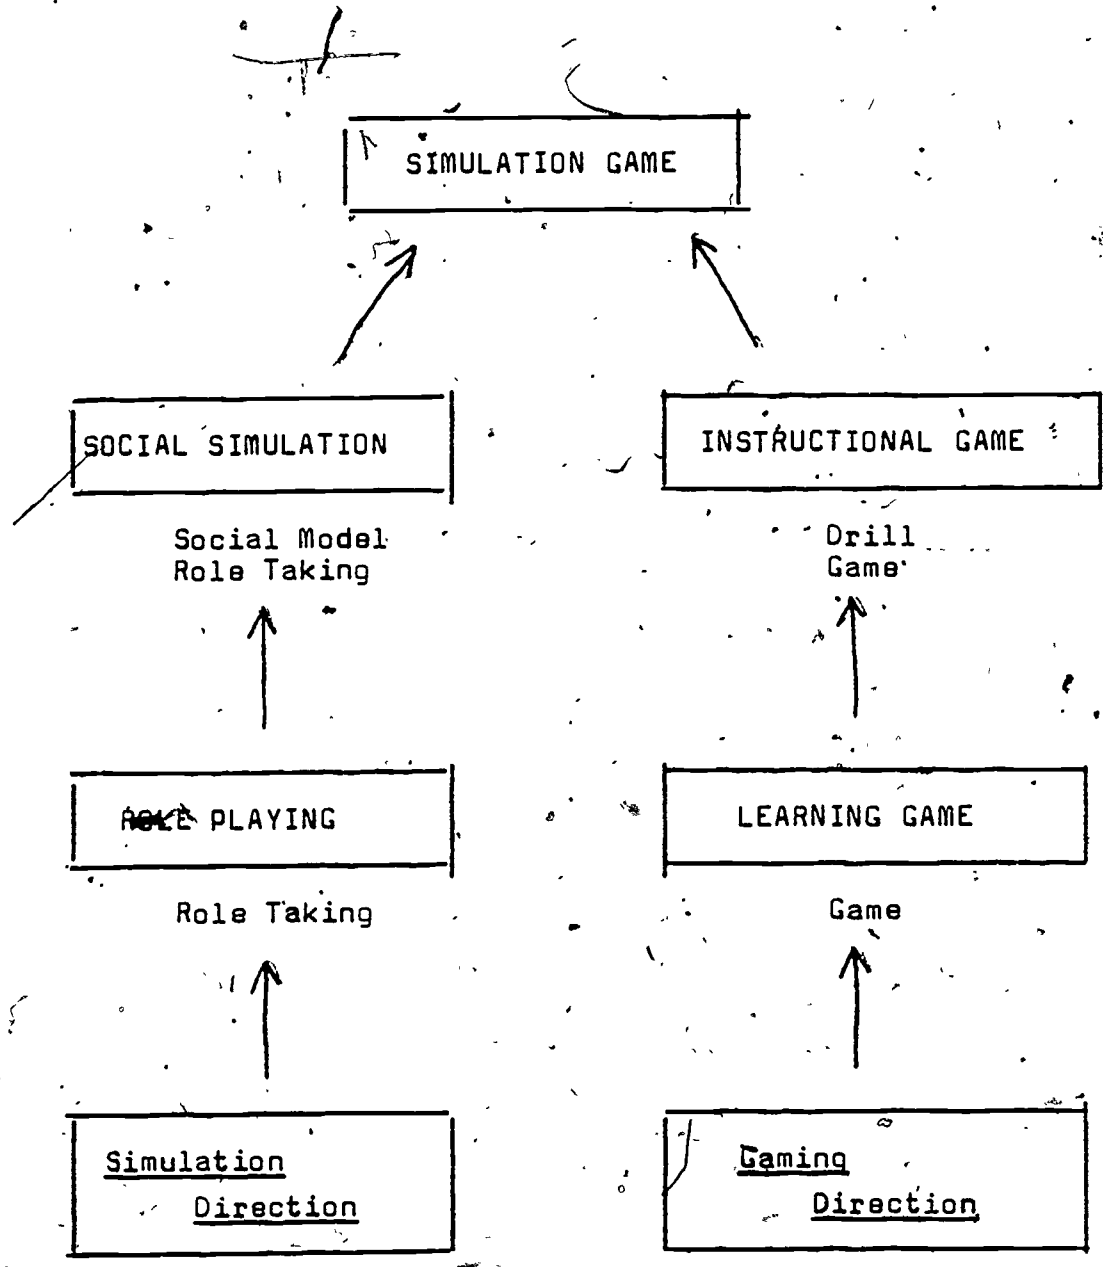 SIMULATION GAME
SOCIAL SIMULATION
INSTRUCTIONAL GAME
Social Model
Role Taking
Drill
Game
ROLE PLAYING
LEARNING GAME
Role Taking
Game
Simulation
Direction
Gaming
Direction